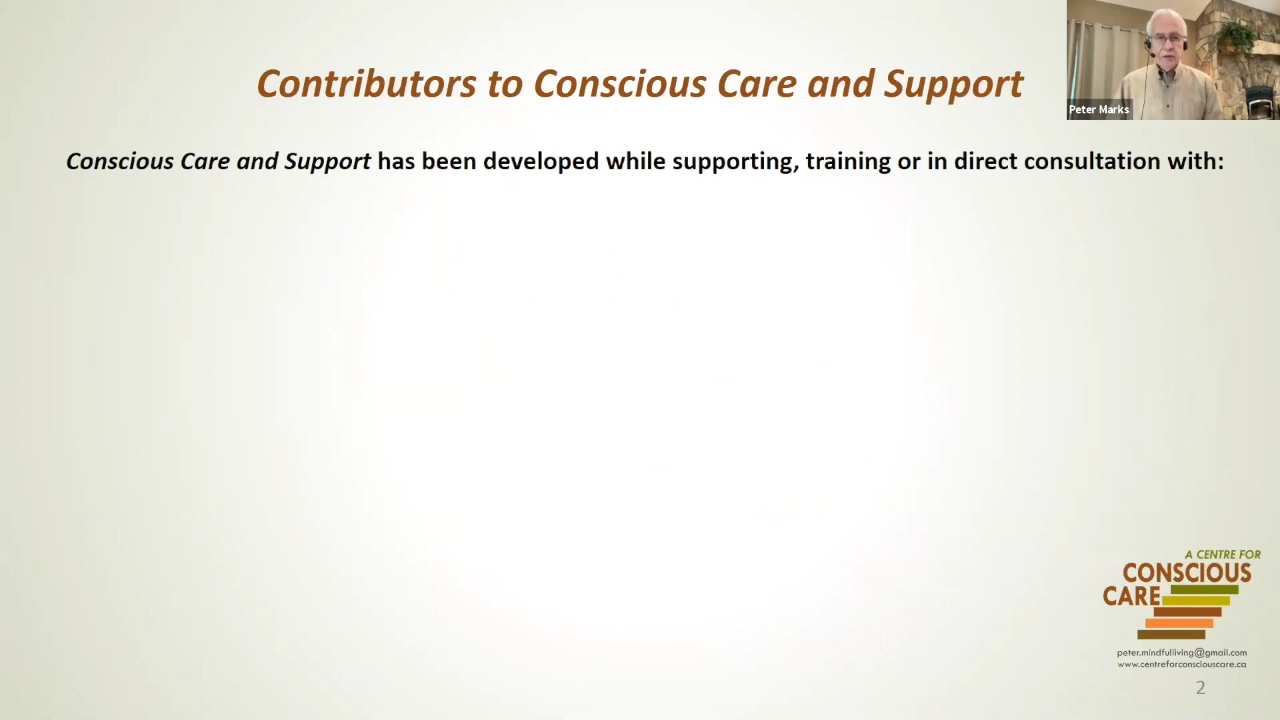 Contributors to Conscious Care and Support
Peter Marks
Conscious Care and Support has been developed while supporting, training or in direct consultation with:
A CENTRE FOR
CONSCIOUS
CARE
peter.mindfulliving@gmail.com
www.centreforconsciouscare.ca
2